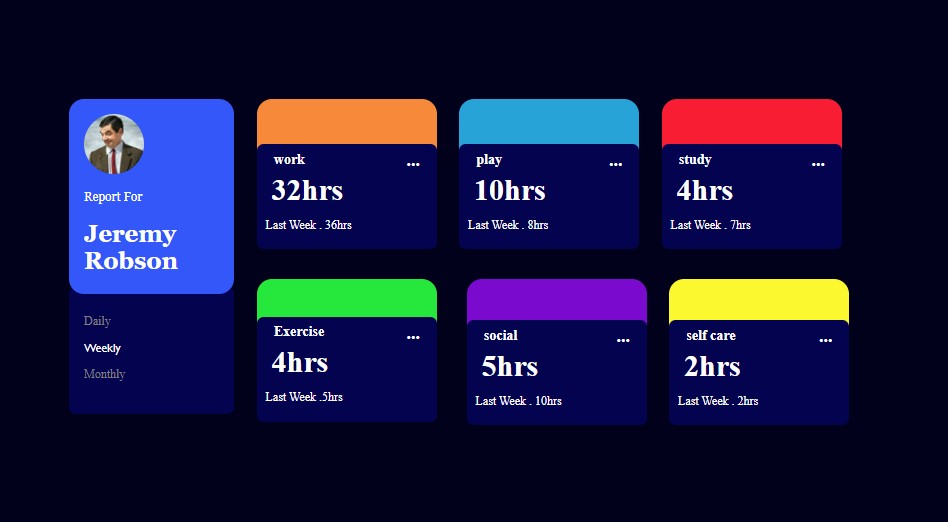 Report For
Jeremy
Robson
Daily
Weekly
Monthly
work
...
32hrs
Last Week . 36hrs
play
...
10hrs
Last Week . 8hrs
study
...
4hrs
Last Week . 7hrs
Exercise
...
4hrs
Last Week .5hrs
social
...
5hrs
Last Week . 10hrs
self care
...
2hrs
Last Week . 2hrs